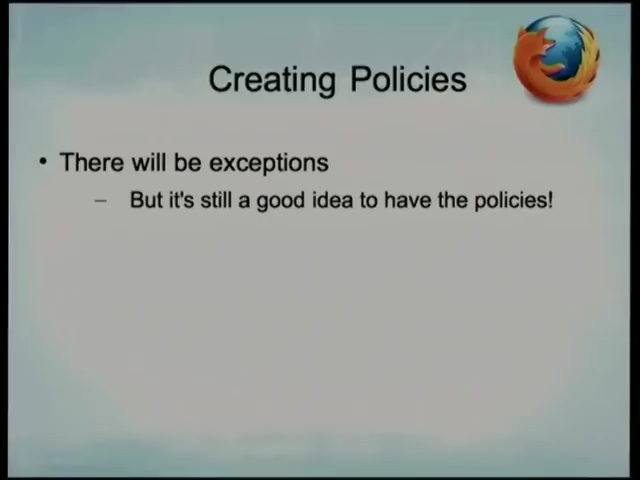 Creating Policies
• There will be exceptions
– But it's still a good idea to have the policies!